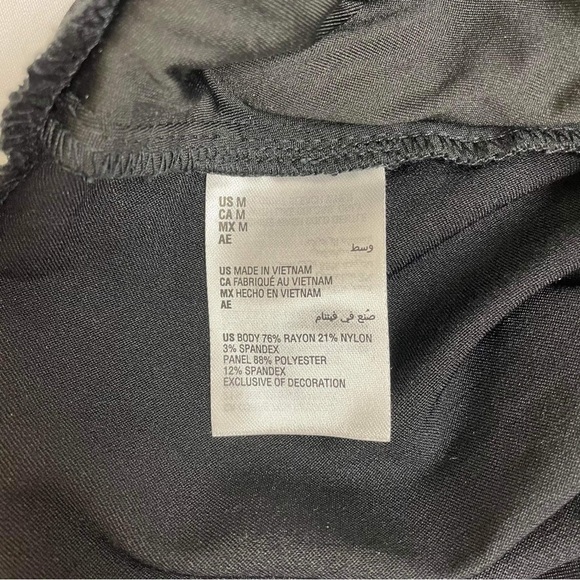 US M
CA M
MX M
AE
وسط
US MADE IN VIETNAM
CA FABRIQUÉ AU VIETNAM
MX HECHO EN VIETNAM
AE
صُنع في فيتنام
US BODY 76% RAYON 21% NYLON
3% SPANDEX
PANEL 88% POLYESTER
12% SPANDEX
EXCLUSIVE OF DECORATION